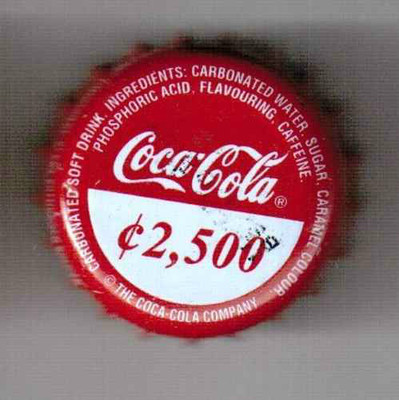 CARBONATED SOFT DRINK. INGREDIENTS: CARBONATED WATER, SUGAR, CARAMEL COLOUR,
PHOSPHORIC ACID, FLAVOURING, CAFFEINE.
Coca-Cola®
¢2,500
© THE COCA-COLA COMPANY